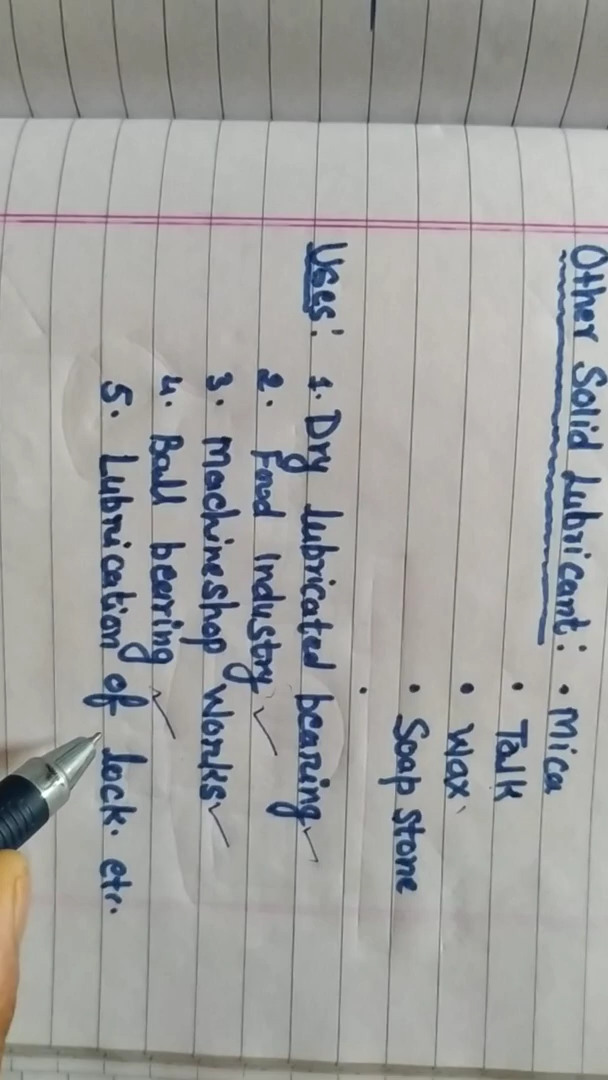 Other Solid Lubricant: • Mica
• Talk
• Wax
• Soap stone
•
Uses: 1. Dry lubricated bearing ✓
2. Food Industry ✓
3. Machineshop Works ✓
4. Ball bearing ✓
5. Lubrication of lock. etc.